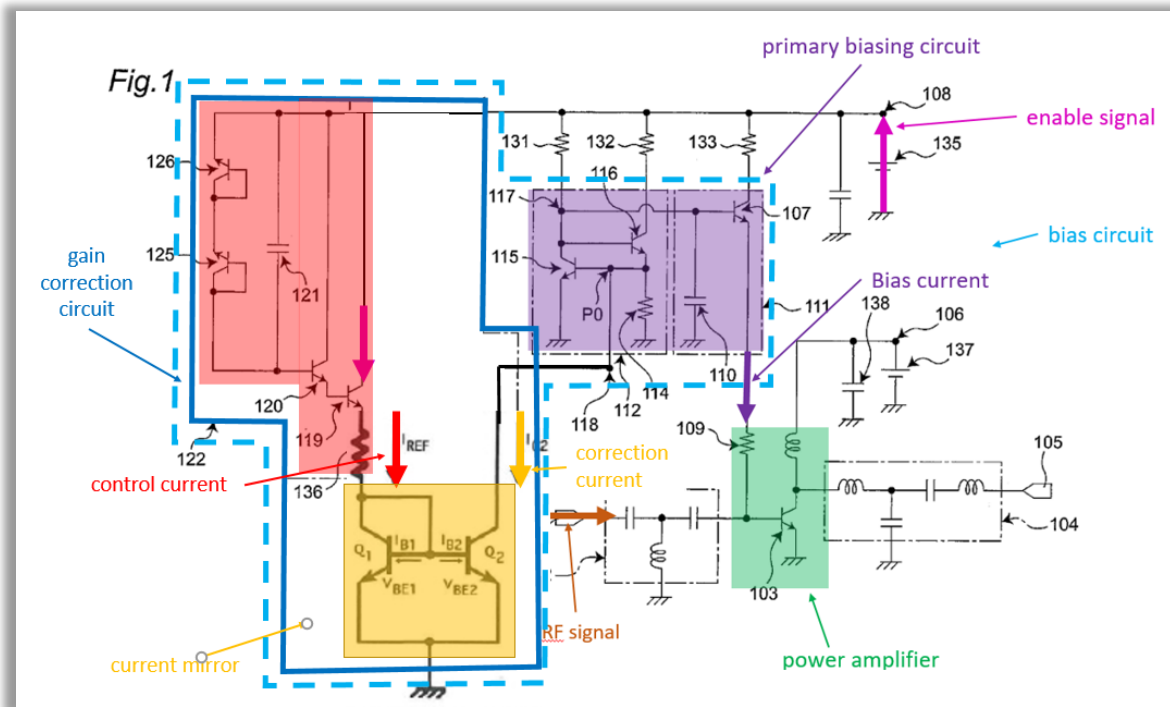 primary biasing circuit
Fig.1
108
enable signal
131
132
133
135
126
116
117
107
bias circuit
125
115
gain
correction
circuit
121
Bias current
P0
111
138
106
110
137
120
114
112
118
119
109
122
I REF
I 2
correction
current
105
control current
136
104
Q1
IB1
IB2
Q2
VBE1
VBE2
103
RF signal
current mirror
power amplifier